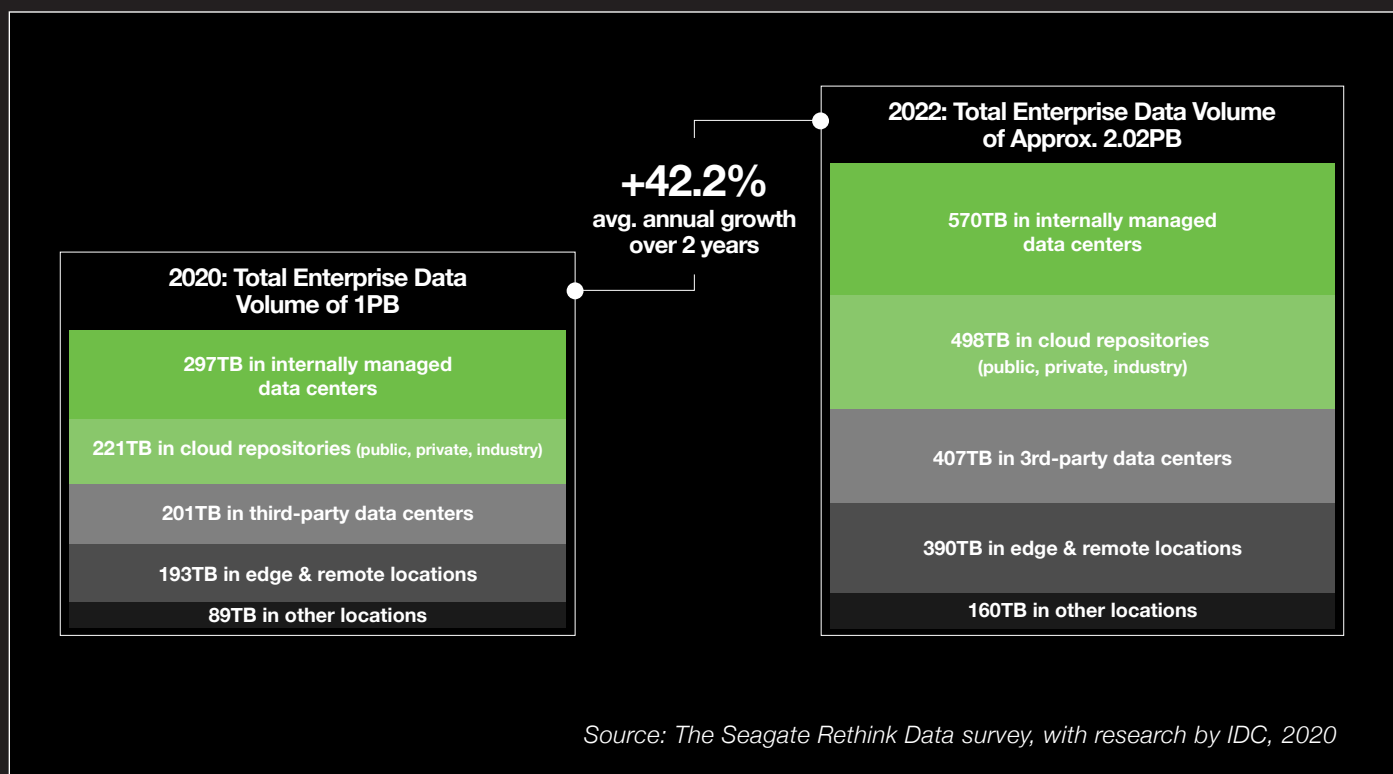 2020: Total Enterprise Data
Volume of 1PB
297TB in internally managed
data centers
221TB in cloud repositories (public, private, industry)
201TB in third-party data centers
193TB in edge & remote locations
89TB in other locations
+42.2%
avg. annual growth
over 2 years
2022: Total Enterprise Data Volume
of Approx. 2.02PB
570TB in internally managed
data centers
498TB in cloud repositories
(public, private, industry)
407TB in 3rd-party data centers
390TB in edge & remote locations
160TB in other locations
Source: The Seagate Rethink Data survey, with research by IDC, 2020